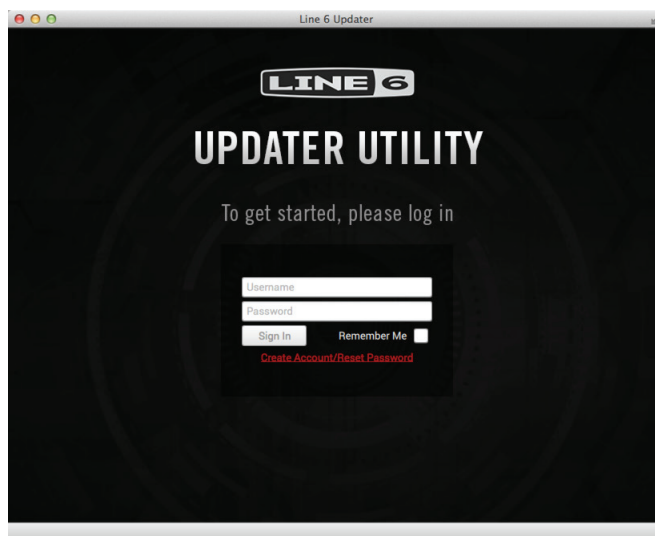 Line 6 Updater
LINE 6
UPDATER UTILITY
To get started, please log in
Username
Password
Sign In
Remember Me
Create Account/Reset Password